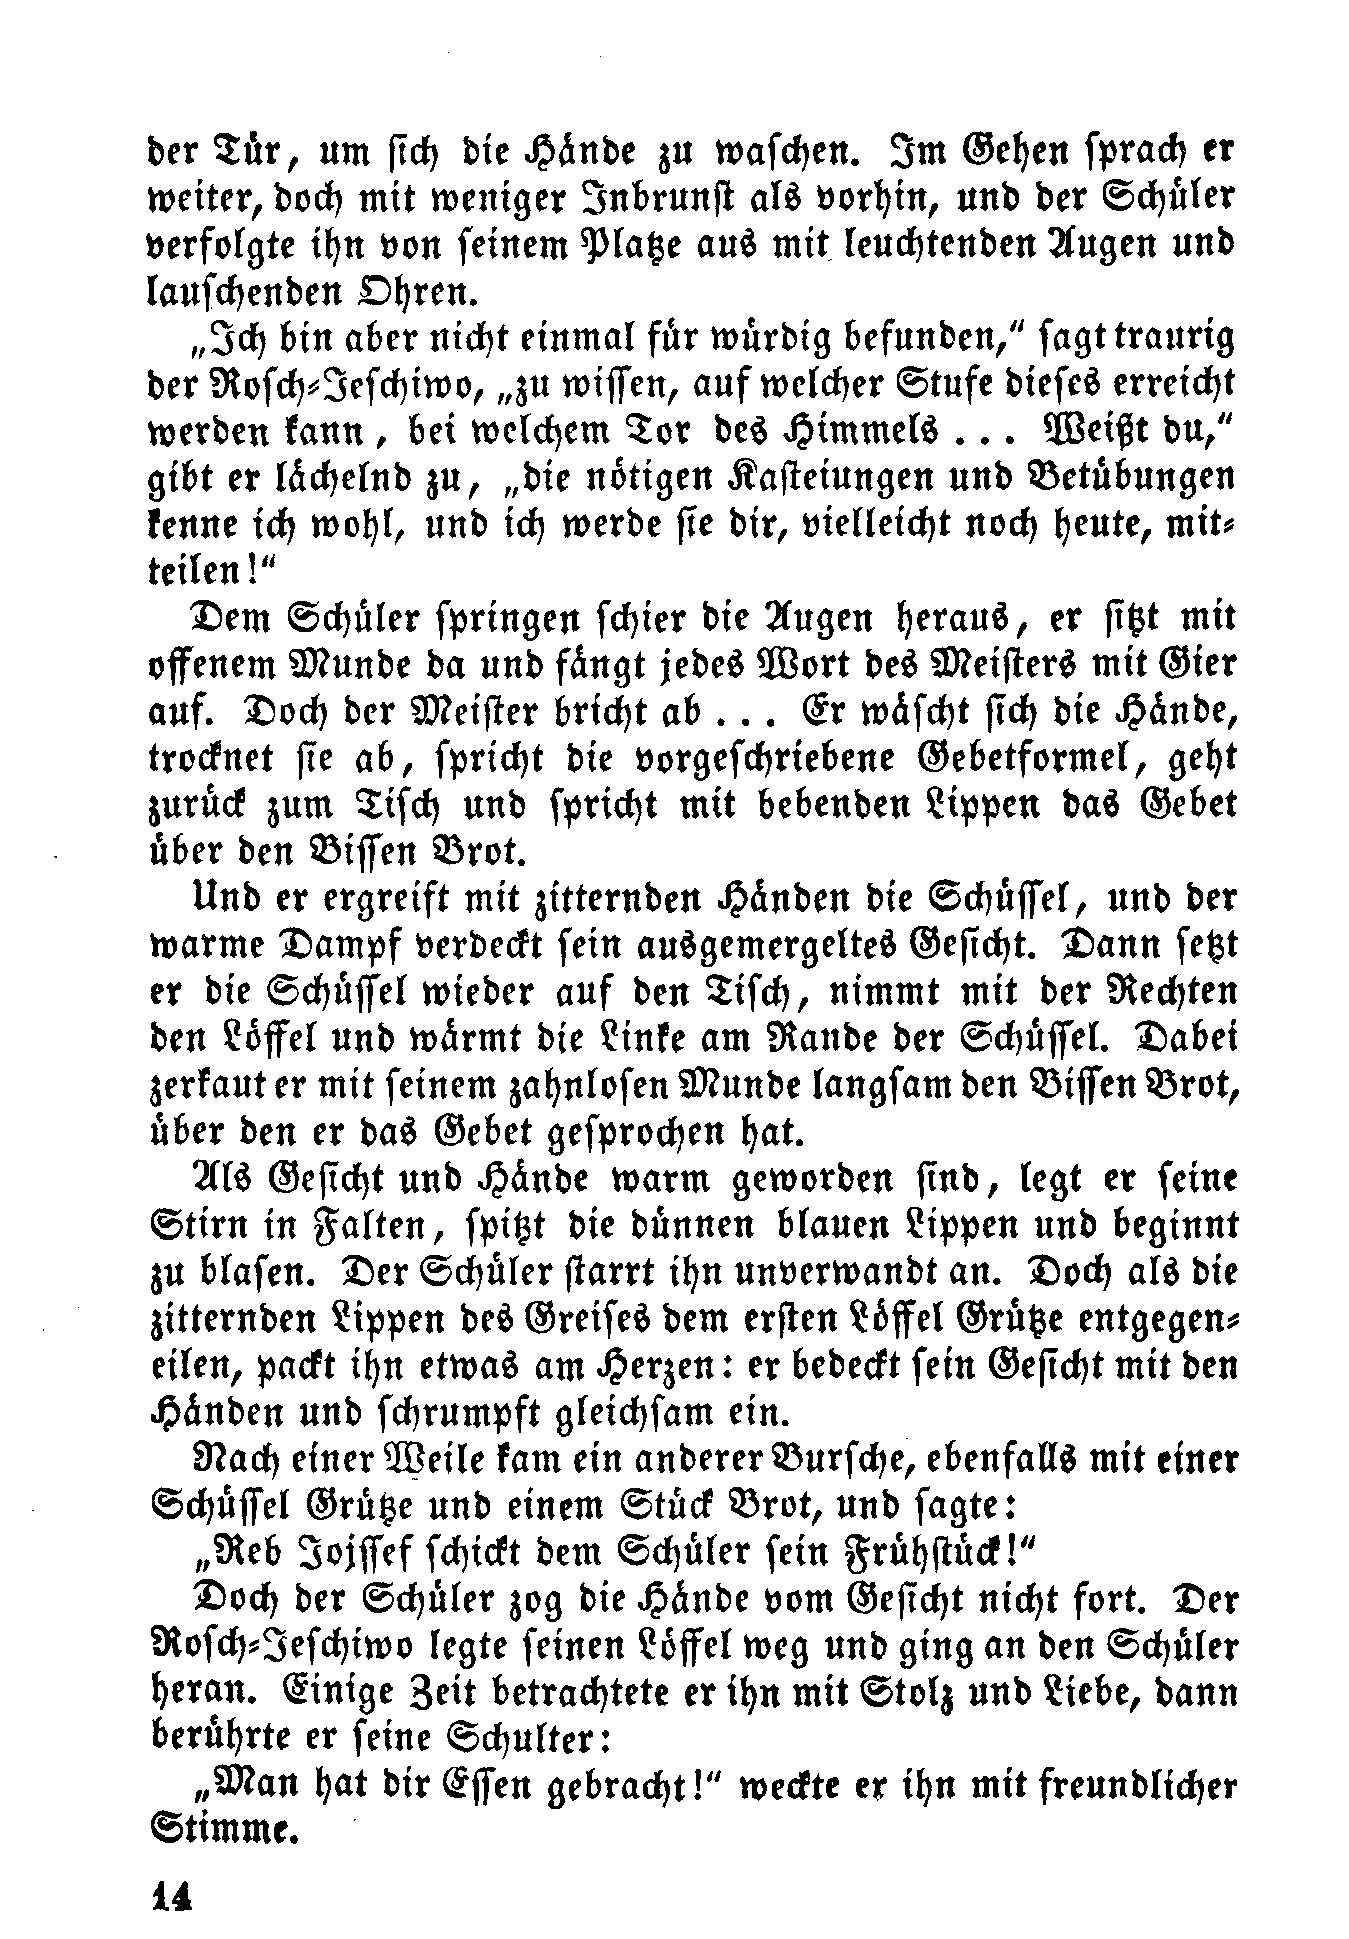 der Tür, um sich die Hände zu waschen. Im Gehen sprach er
weiter, doch mit weniger Inbrunst als vorhin, und der Schüler
verfolgte ihn von seinem Platze aus mit leuchtenden Augen und
lauschenden Ohren.
„Ich bin aber nicht einmal für würdig befunden,“ sagt traurig
der Rosch-Jeschiwo, „zu wissen, auf welcher Stufe dieses erreicht
werden kann, bei welchem Tor des Himmels ... Weißt du,“
gibt er lächelnd zu, „die nötigen Kasteiungen und Betübungen
kenne ich wohl, und ich werde sie dir, vielleicht noch heute, mit-
teilen!“
Dem Schüler springen schier die Augen heraus, er sitzt mit
offenem Munde da und fängt jedes Wort des Meisters mit Gier
auf. Doch der Meister bricht ab ... Er wäscht sich die Hände,
trocknet sie ab, spricht die vorgeschriebene Gebetformel, geht
zurück zum Tisch und spricht mit bebenden Lippen das Gebet
über den Bissen Brot.
Und er ergreift mit zitternden Händen die Schüssel, und der
warme Dampf verdeckt sein ausgemergeltes Gesicht. Dann setzt
er die Schüssel wieder auf den Tisch, nimmt mit der Rechten
den Löffel und wärmt die Linke am Rande der Schüssel. Dabei
zerkaut er mit seinem zahnlosen Munde langsam den Bissen Brot,
über den er das Gebet gesprochen hat.
Als Gesicht und Hände warm geworden sind, legt er seine
Stirn in Falten, spitzt die dünnen blauen Lippen und beginnt
zu blasen. Der Schüler starrt ihn unverwandt an. Doch als die
zitternden Lippen des Greises dem ersten Löffel Grütze entgegen-
eilen, packt ihn etwas am Herzen: er bedeckt sein Gesicht mit den
Händen und schrumpft gleichsam ein.
Nach einer Weile kam ein anderer Bursche, ebenfalls mit einer
Schüssel Grütze und einem Stück Brot, und sagte:
„Reb Jojssef schickt dem Schüler sein Frühstück!“
Doch der Schüler zog die Hände vom Gesicht nicht fort. Der
Rosch-Jeschiwo legte seinen Löffel weg und ging an den Schüler
heran. Einige Zeit betrachtete er ihn mit Stolz und Liebe, dann
berührte er seine Schulter:
„Man hat dir Essen gebracht!“ weckte er ihn mit freundlicher
Stimme.
14